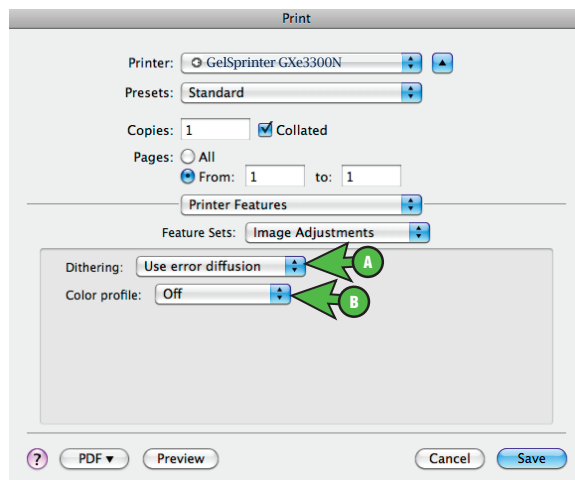 Print
Printer: GelSprinter GXe3300N
Presets: Standard
Copies: 1 Collated
Pages: All
From: 1 to: 1
Printer Features
Feature Sets: Image Adjustments
Dithering: Use error diffusion A
Color profile: Off B
? PDF ▼ Preview Cancel Save